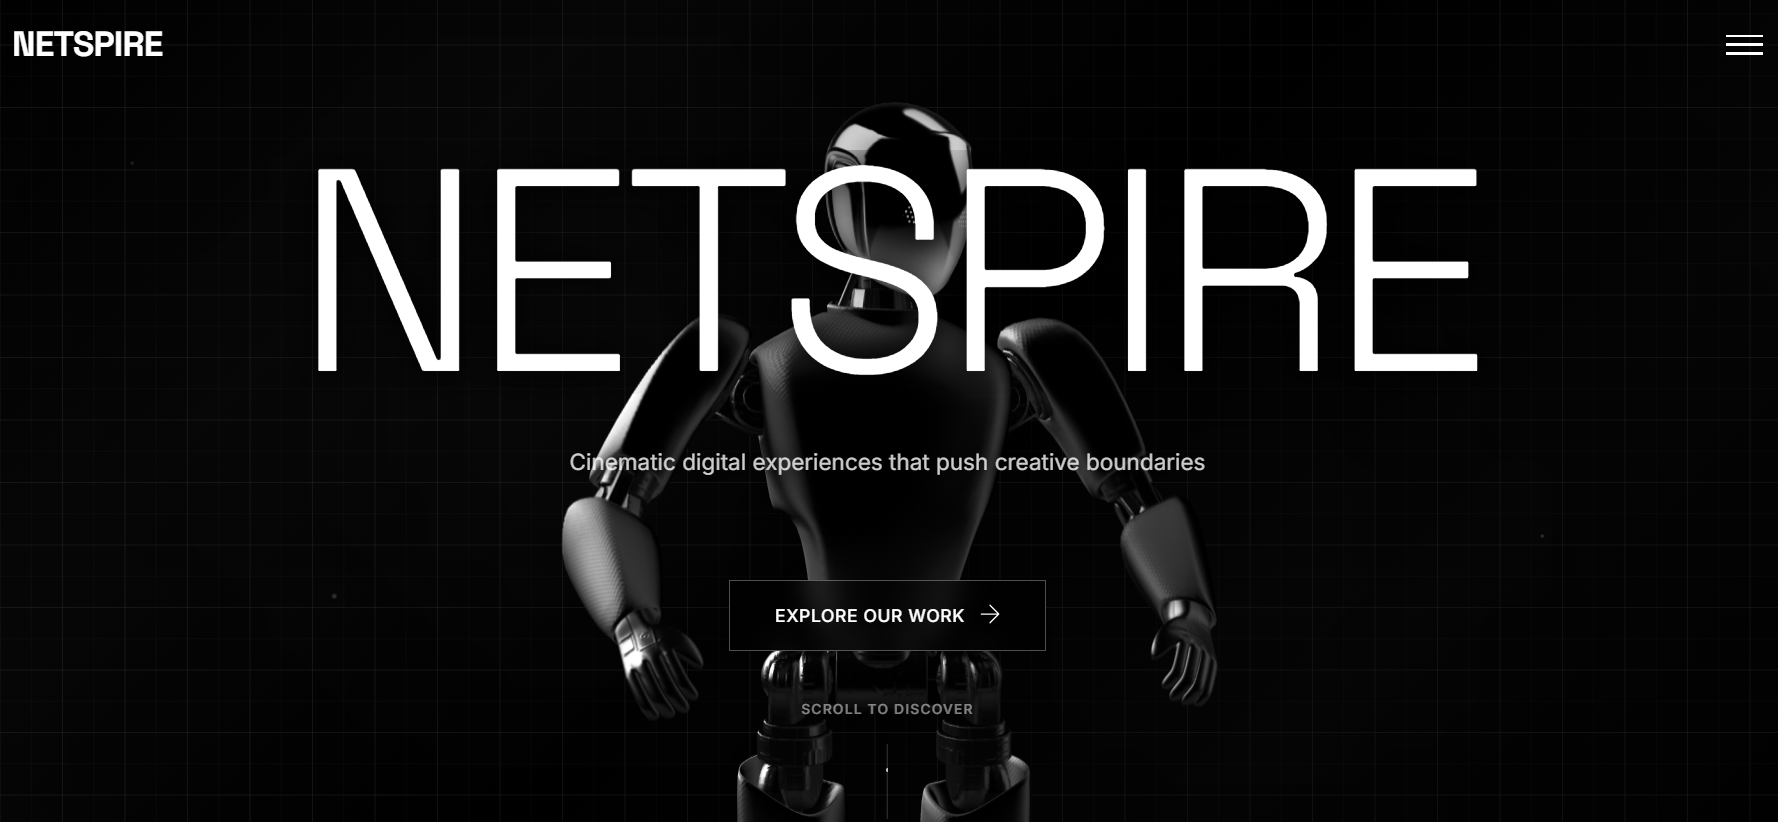 NETSPIRE
NETSPIRE
Cinematic digital experiences that push creative boundaries
EXPLORE OUR WORK
SCROLL TO DISCOVER